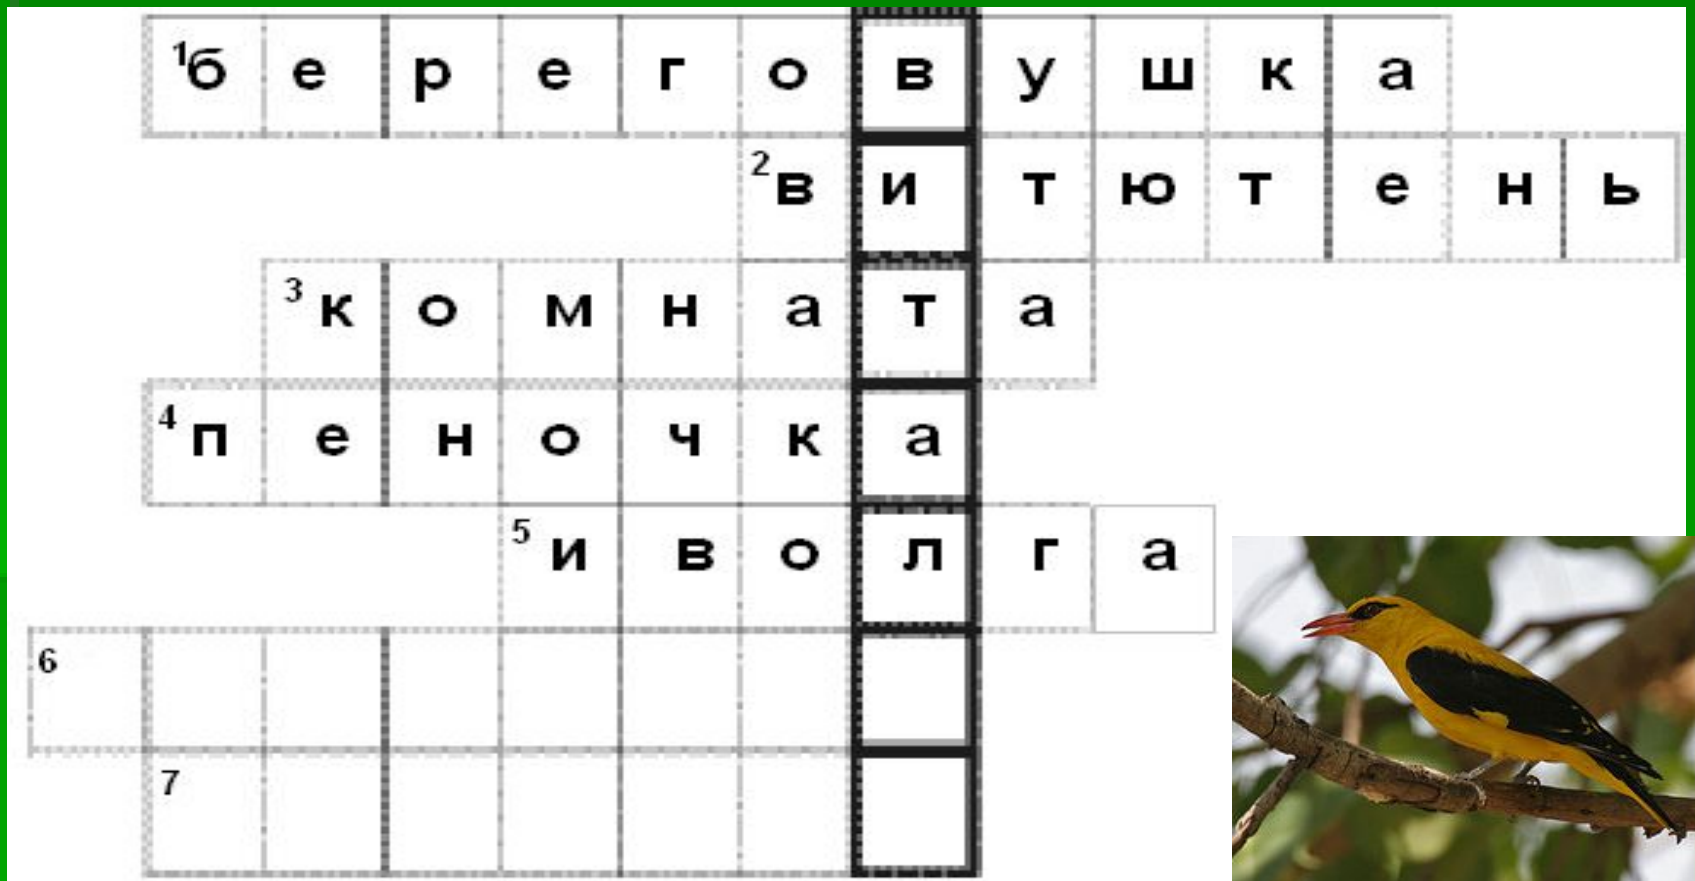 1 б е р е г о в у ш к а
2 в и т ю т е н ь
3 к о м н а т а
4 п е н о ч к а
5 и в о л г а
6
7